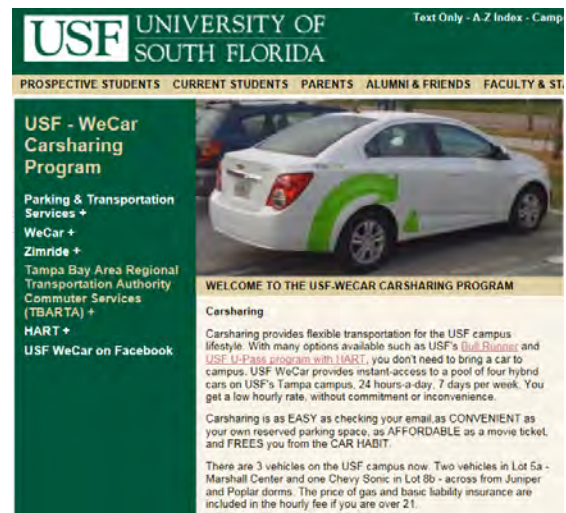 USF UNIVERSITY OF
SOUTH FLORIDA
Text Only - A-Z Index - Camp
PROSPECTIVE STUDENTS CURRENT STUDENTS PARENTS ALUMNI & FRIENDS FACULTY & STA
USF - WeCar
Carsharing
Program
Parking & Transportation
Services +
WeCar +
Zimride +
Tampa Bay Area Regional
Transportation Authority
Commuter Services
(TBARTA) +
HART +
USF WeCar on Facebook
WELCOME TO THE USF-WECAR CARSHARING PROGRAM
Carsharing
Carsharing provides flexible transportation for the USF campus
lifestyle. With many options available such as USF's Bull Runner and
USF U-Pass program with HART, you don't need to bring a car to
campus. USF WeCar provides instant-access to a pool of four hybrid
cars on USF's Tampa campus, 24 hours-a-day, 7 days per week. You
get a low hourly rate, without commitment or inconvenience.
Carsharing is as EASY as checking your email,as CONVENIENT as
your own reserved parking space, as AFFORDABLE as a movie ticket,
and FREES you from the CAR HABIT.
There are 3 vehicles on the USF campus now. Two vehicles in Lot 5a -
Marshall Center and one Chevy Sonic in Lot 8b - across from Juniper
and Poplar dorms. The price of gas and basic liability insurance are
included in the hourly fee if you are over 21.